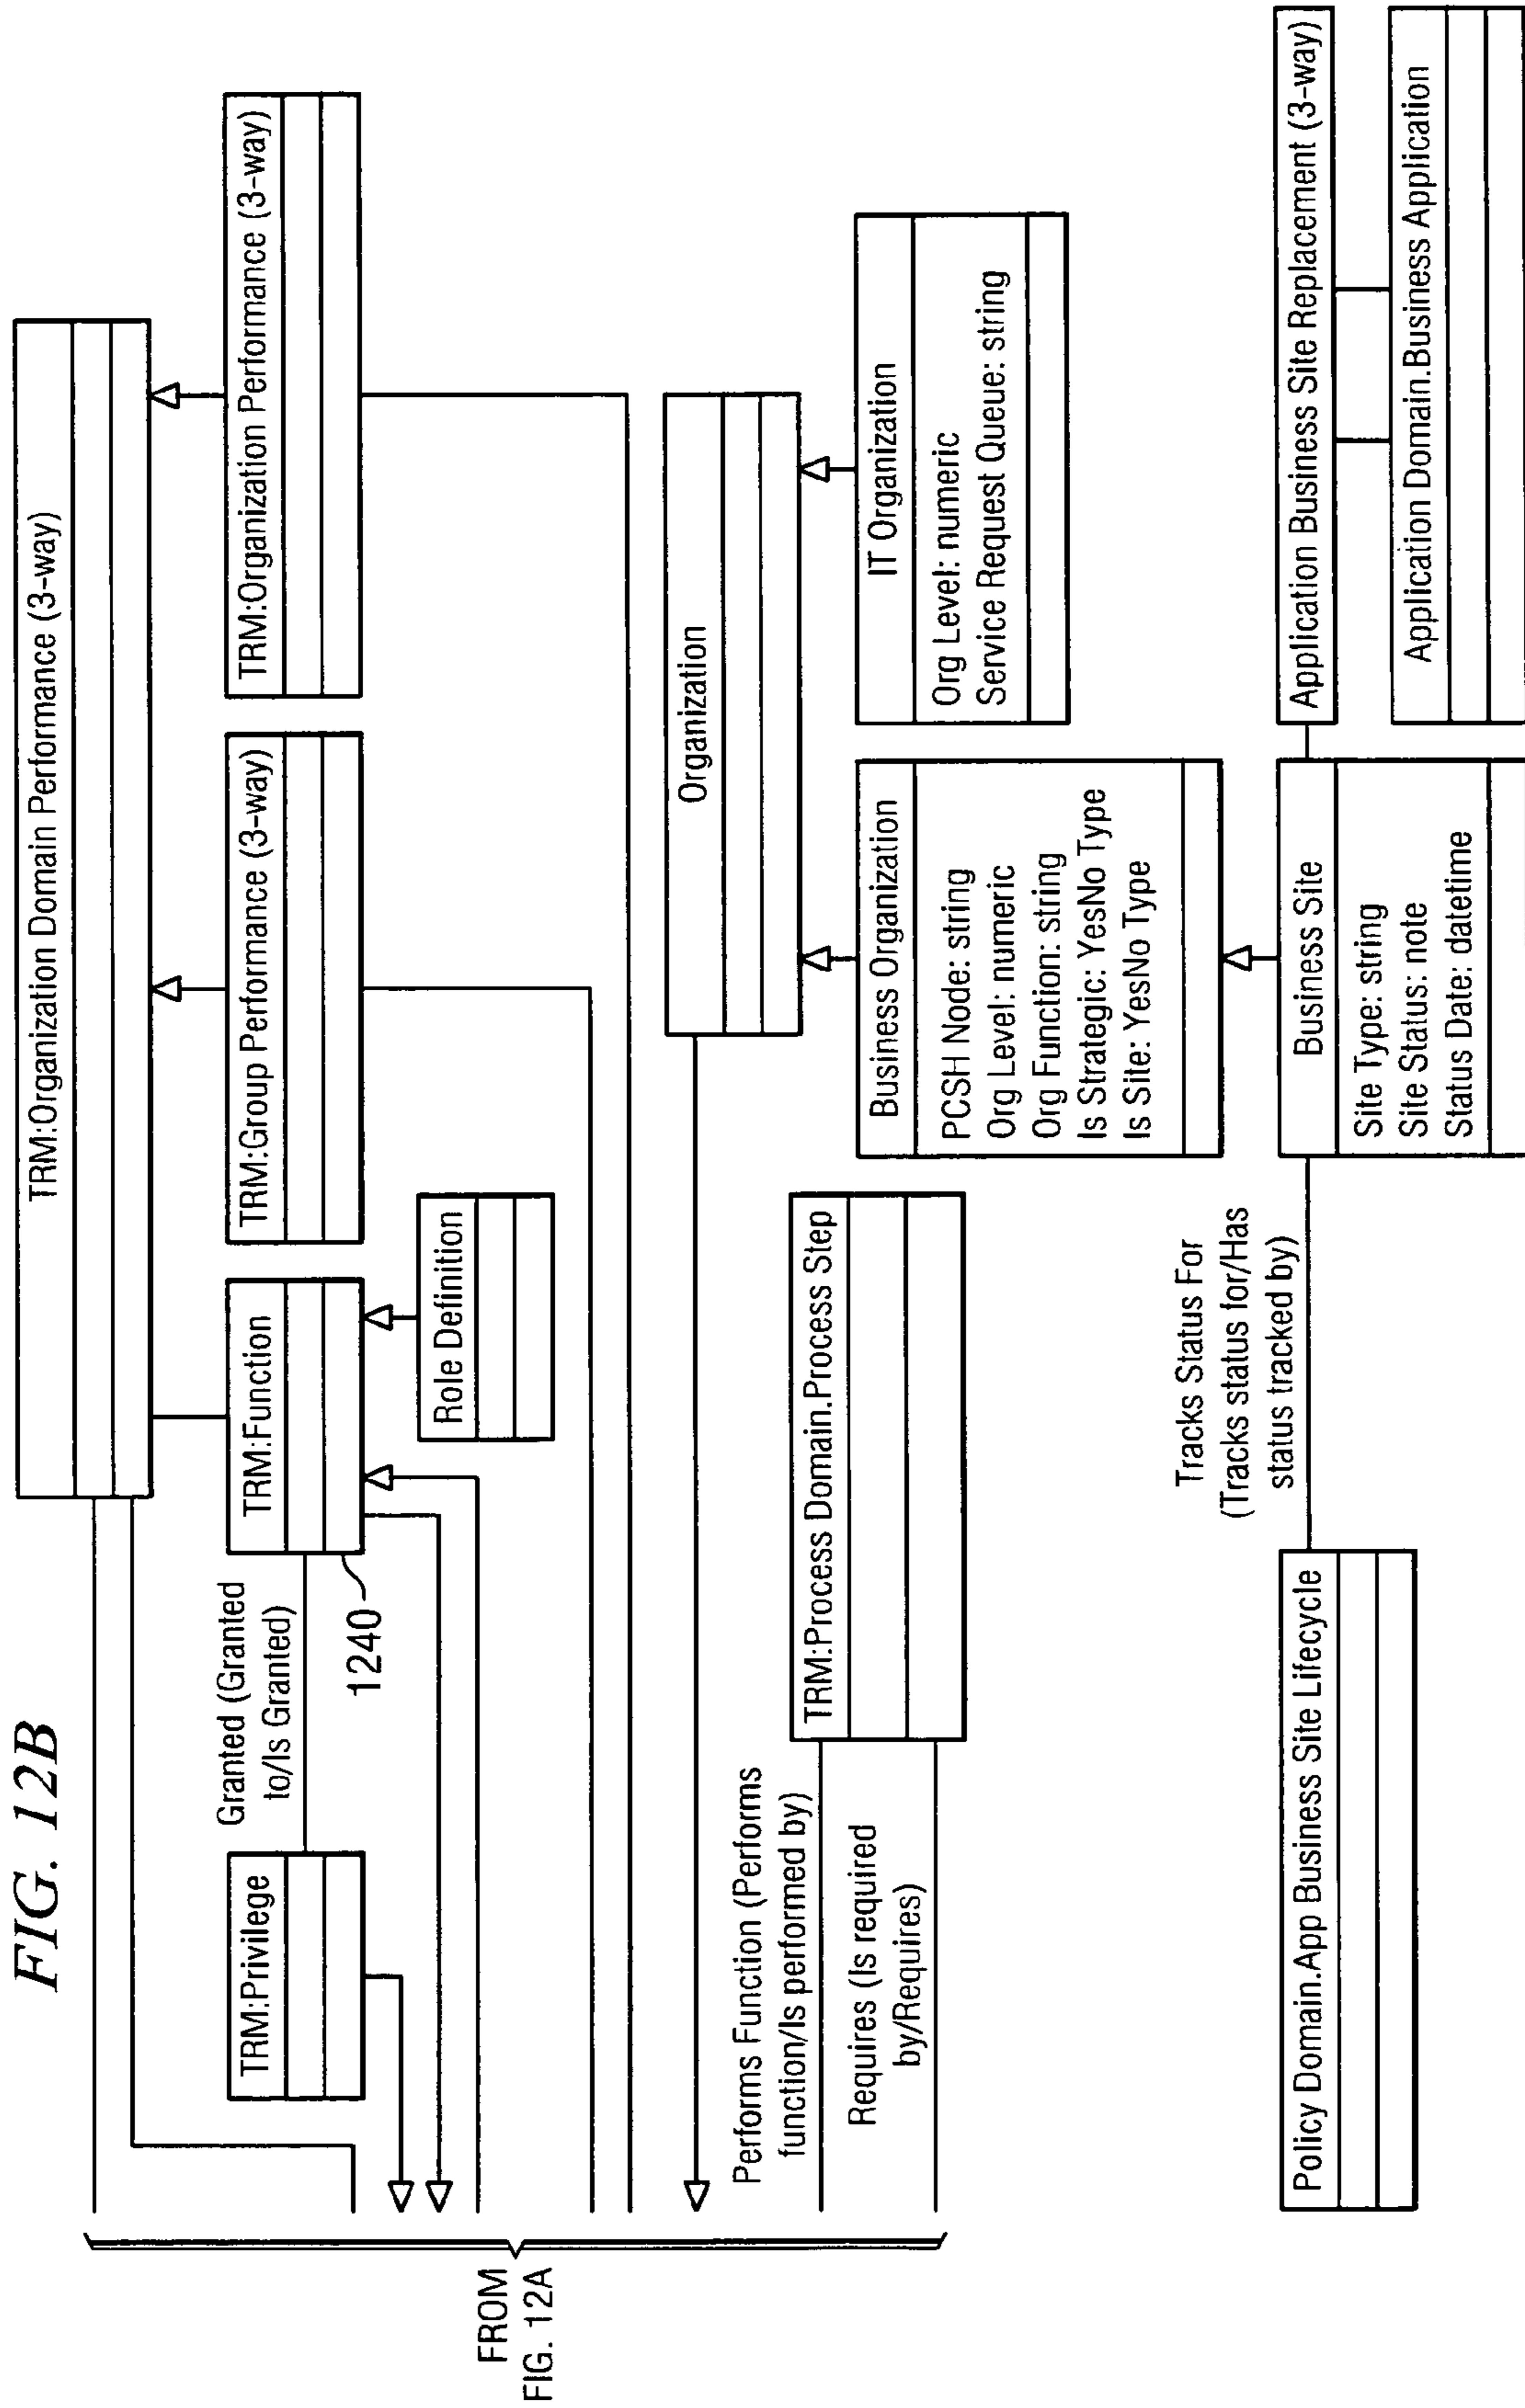 FIG. 12B
TRM:Organization Domain Performance (3-way)
TRM:Privilege
Granted (Granted
to/Is Granted)
TRM:Function
1240
TRM:Group Performance (3-way)
TRM:Organization Performance (3-way)
Role Definition
FROM
FIG. 12A
Organization
Performs Function (Performs
function/Is performed by)
Requires (Is required
by/Requires)
TRM:Process Domain.Process Step
Business Organization
PCSH Node: string
Org Level: numeric
Org Function: string
Is Strategic: YesNo Type
Is Site: YesNo Type
IT Organization
Org Level: numeric
Service Request Queue: string
Policy Domain.App Business Site Lifecycle
Tracks Status For
(Tracks status for/Has
status tracked by)
Business Site
Site Type: string
Site Status: note
Status Date: datetime
Application Business Site Replacement (3-way)
Application Domain.Business Application